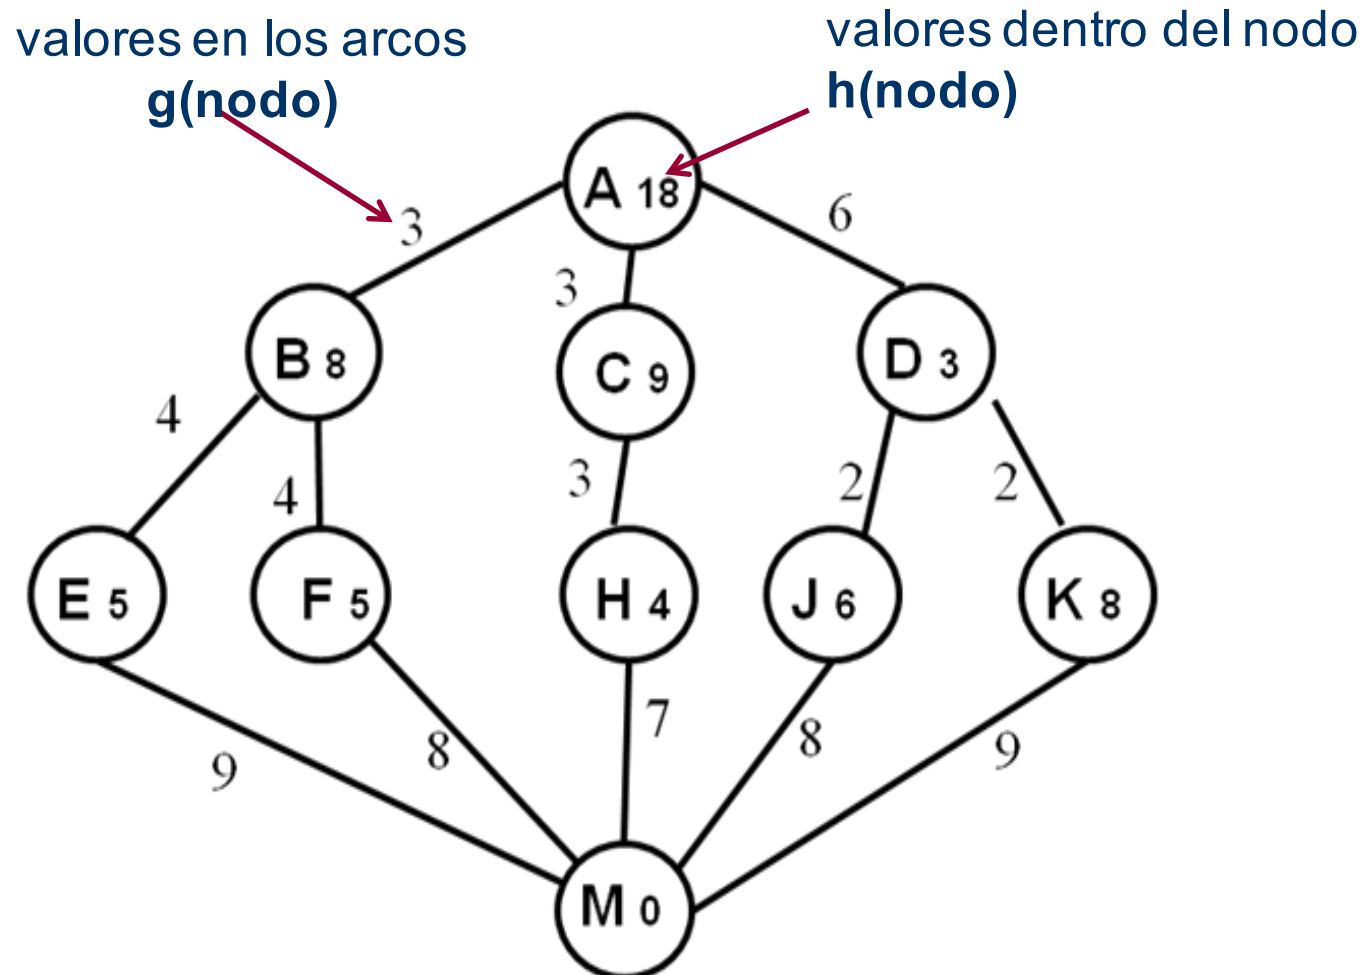 valores en los arcos
g(nodo)
valores dentro del nodo
h(nodo)
A 18
3
3
6
B 8
C 9
D 3
4
4
3
2
2
E 5
F 5
H 4
J 6
K 8
9
8
7
8
9
M 0